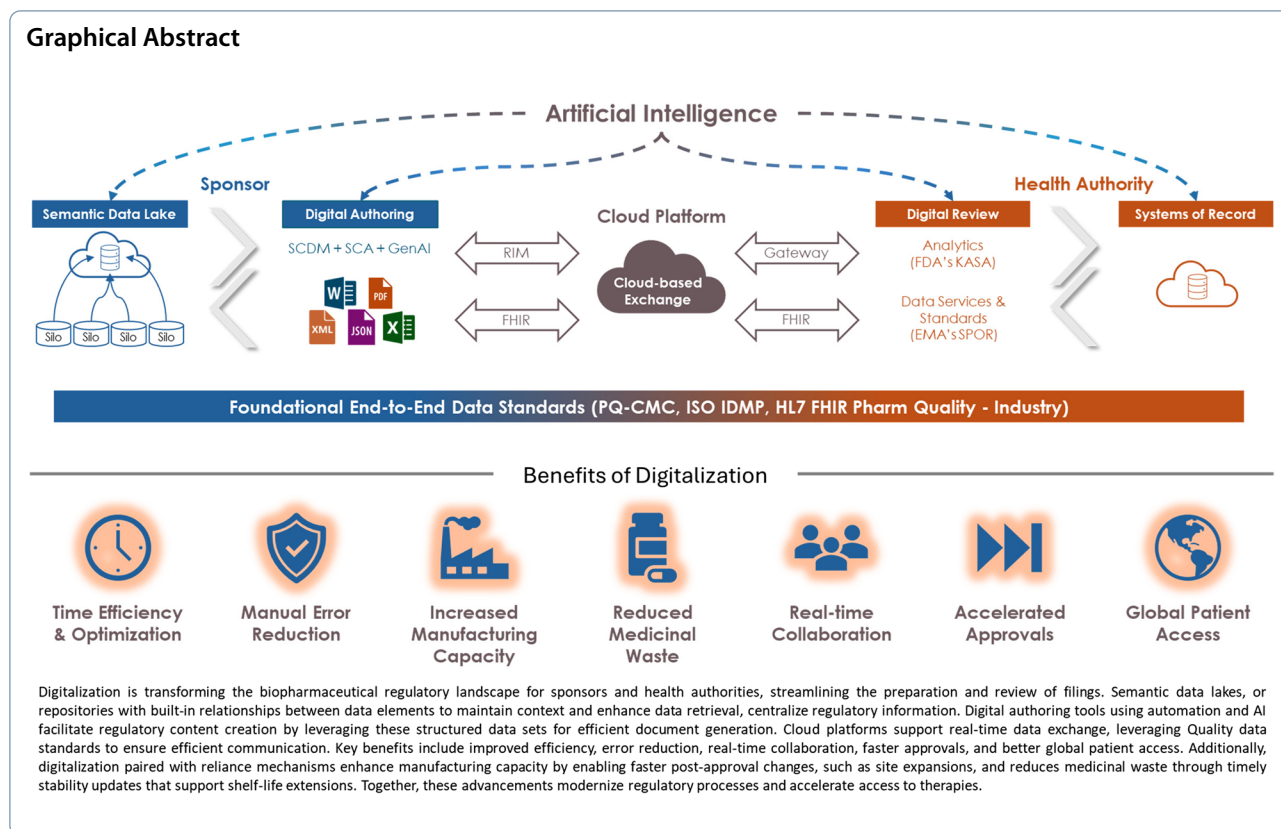 Graphical Abstract
Artificial Intelligence
Sponsor
Health Authority
Semantic Data Lake
Digital Authoring
Cloud Platform
Digital Review
Systems of Record
SCDM + SCA + GenAI
RIM
Gateway
Analytics
(FDA's KASA)
W
PDF
Cloud-based
Exchange
XML
JSON
X
FHIR
FHIR
Data Services &
Standards
(EMA's SPOR)
Silo
Silo
Silo
Silo
Foundational End-to-End Data Standards (PQ-CMC, ISO IDMP, HL7 FHIR Pharm Quality - Industry)
Benefits of Digitalization
Time Efficiency
& Optimization
Manual Error
Reduction
Increased
Manufacturing
Capacity
Reduced
Medicinal
Waste
Real-time
Collaboration
Accelerated
Approvals
Global Patient
Access
Digitalization is transforming the biopharmaceutical regulatory landscape for sponsors and health authorities, streamlining the preparation and review of filings. Semantic data lakes, or
repositories with built-in relationships between data elements to maintain context and enhance data retrieval, centralize regulatory information. Digital authoring tools using automation and AI
facilitate regulatory content creation by leveraging these structured data sets for efficient document generation. Cloud platforms support real-time data exchange, leveraging Quality data
standards to ensure efficient communication. Key benefits include improved efficiency, error reduction, real-time collaboration, faster approvals, and better global patient access. Additionally,
digitalization paired with reliance mechanisms enhance manufacturing capacity by enabling faster post-approval changes, such as site expansions, and reduces medicinal waste through timely
stability updates that support shelf-life extensions. Together, these advancements modernize regulatory processes and accelerate access to therapies.